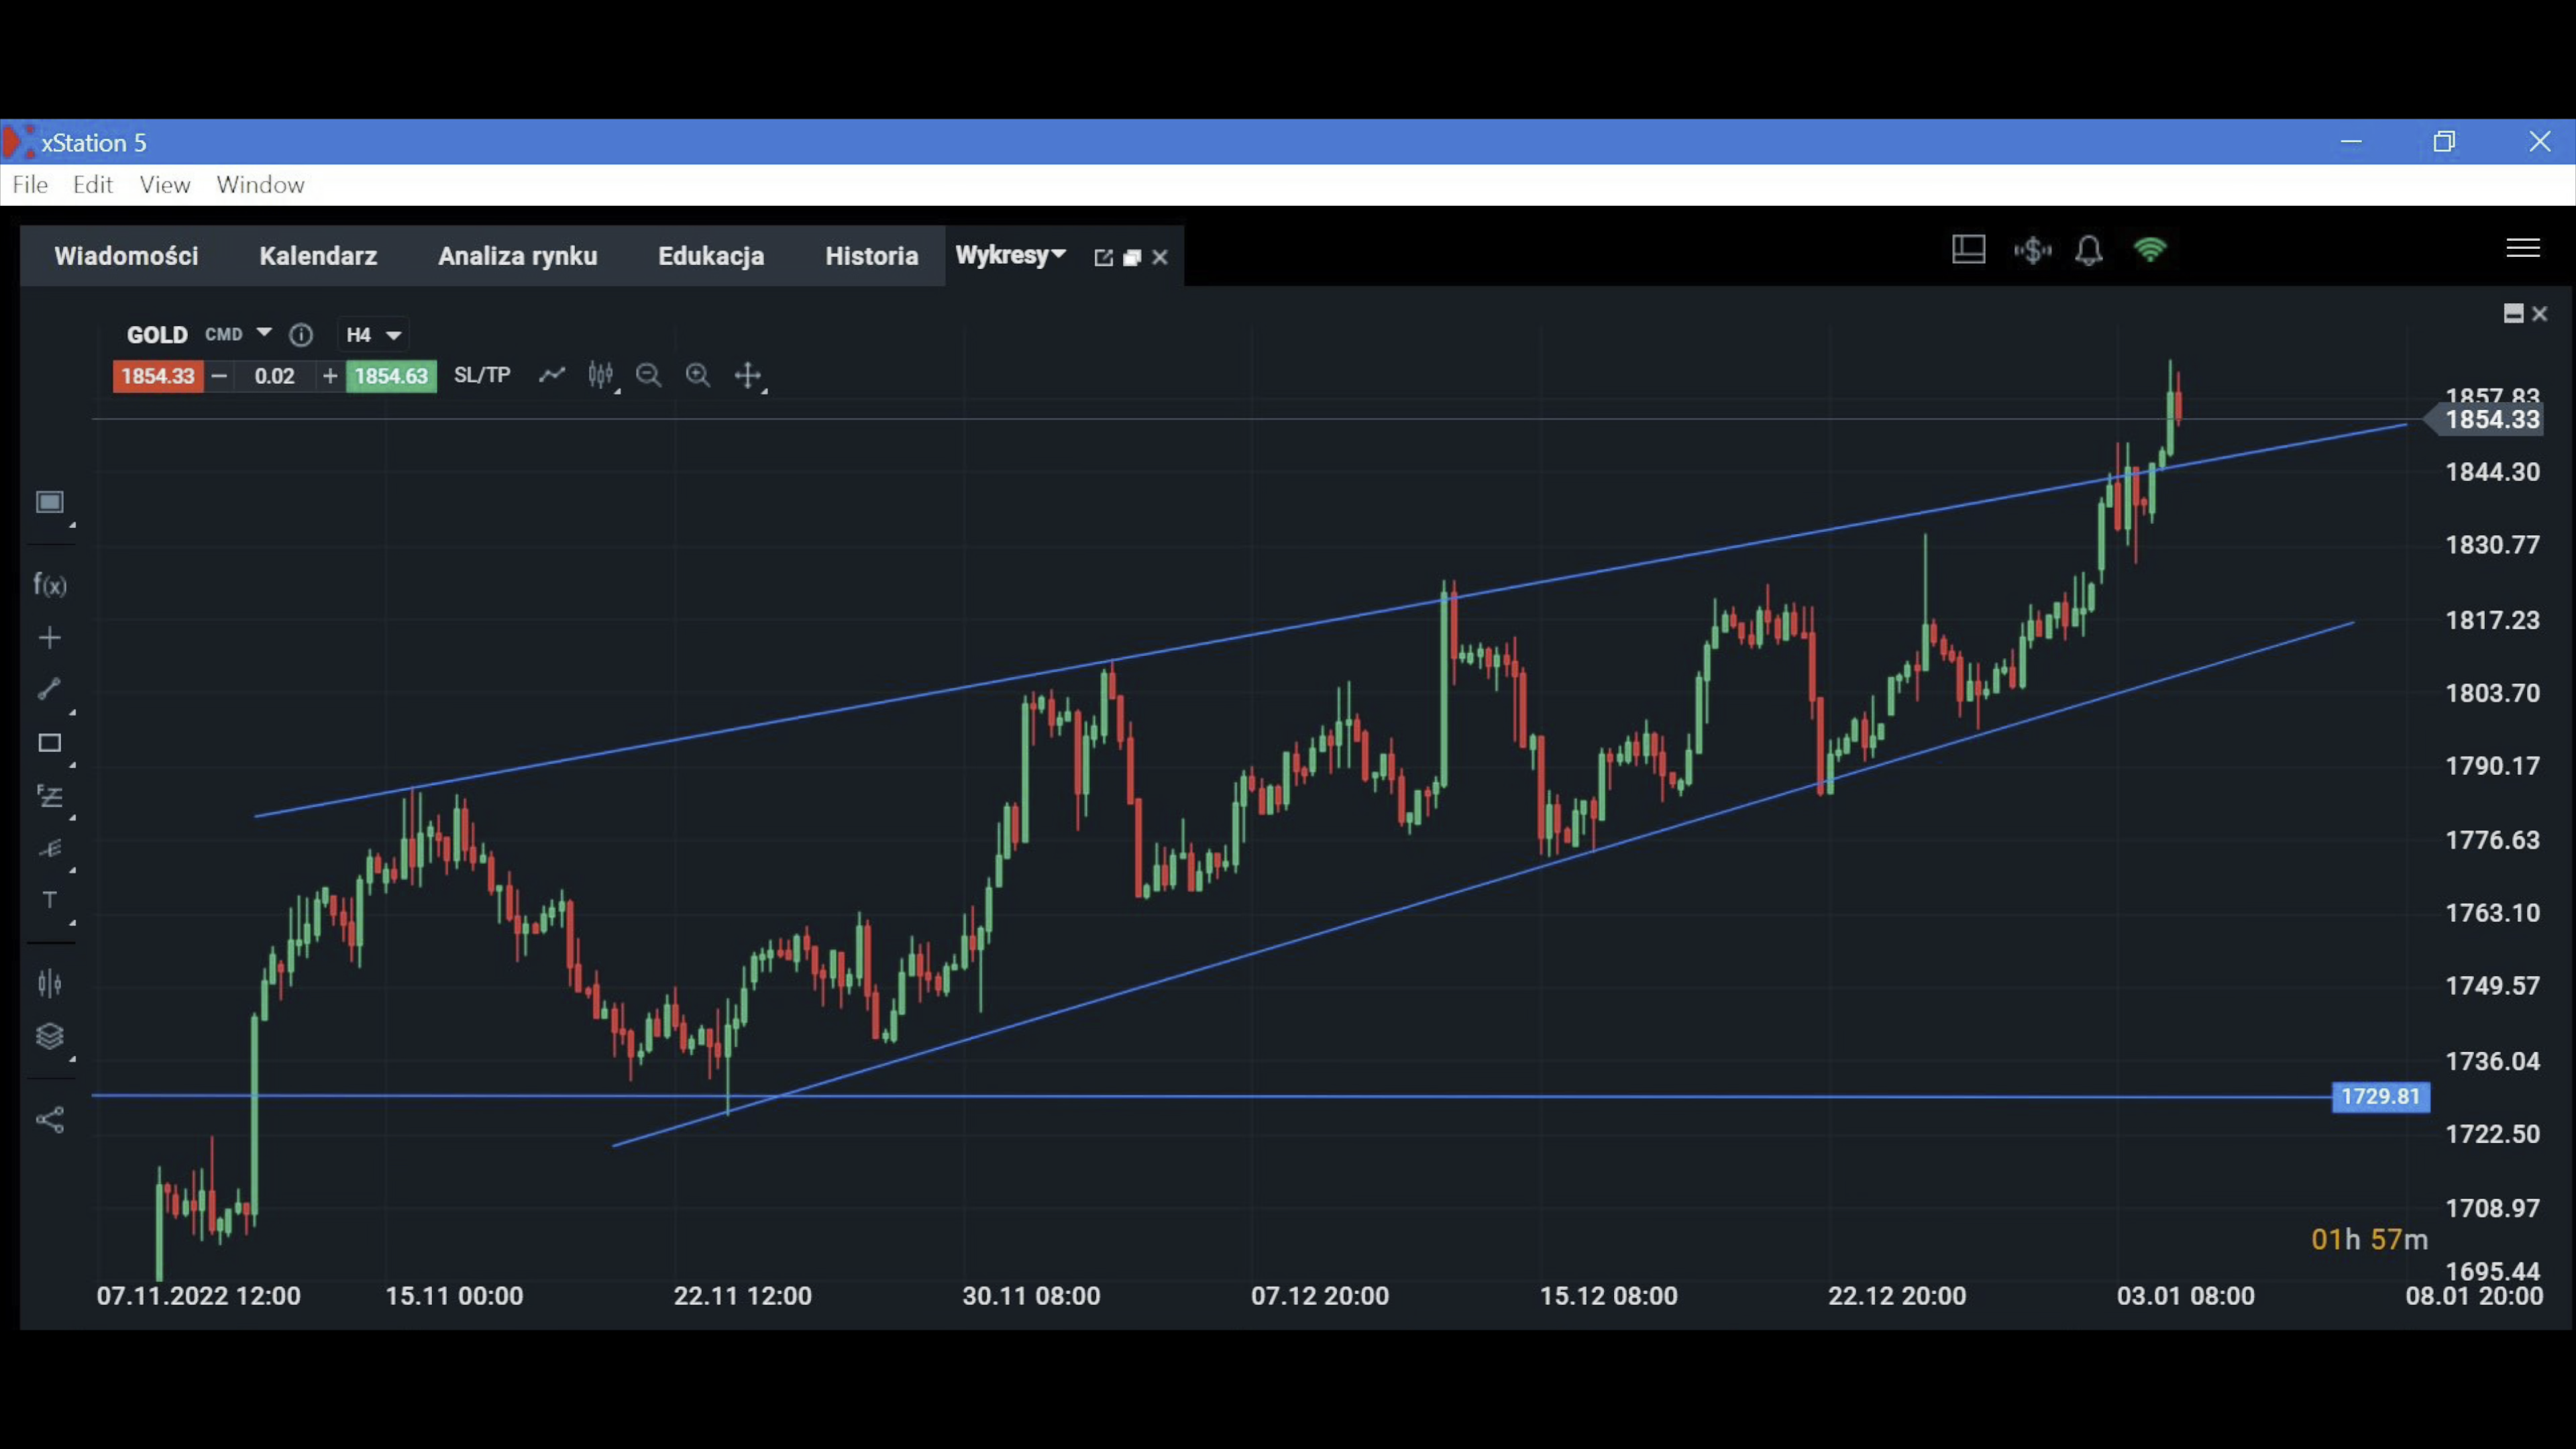 xStation 5
File Edit View Window
Wiadomości Kalendarz Analiza rynku Edukacja Historia Wykresy
GOLD CMD H4
1854.33 − 0.02 + 1854.63 SL/TP
1857.83
1854.33
1844.30
1830.77
f(x)
1817.23
1803.70
1790.17
F
1776.63
T
1763.10
1749.57
1736.04
1729.81
1722.50
1708.97
01h 57m
1695.44
07.11.2022 12:00 15.11 00:00 22.11 12:00 30.11 08:00 07.12 20:00 15.12 08:00 22.12 20:00 03.01 08:00 08.01 20:00